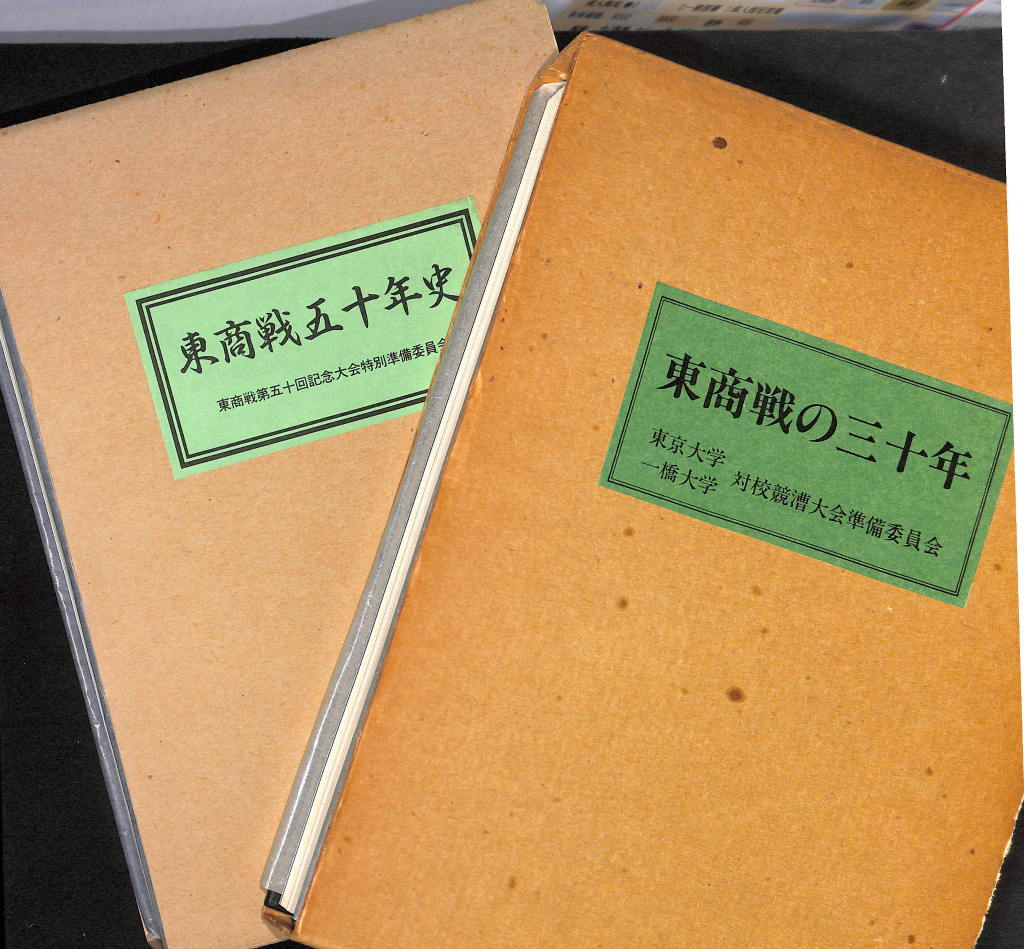 東商戦五十年史
東商戦第五十回記念大会特別準備委員会
東商戦の三十年
東京大学
一橋大学
対校競漕大会準備委員会